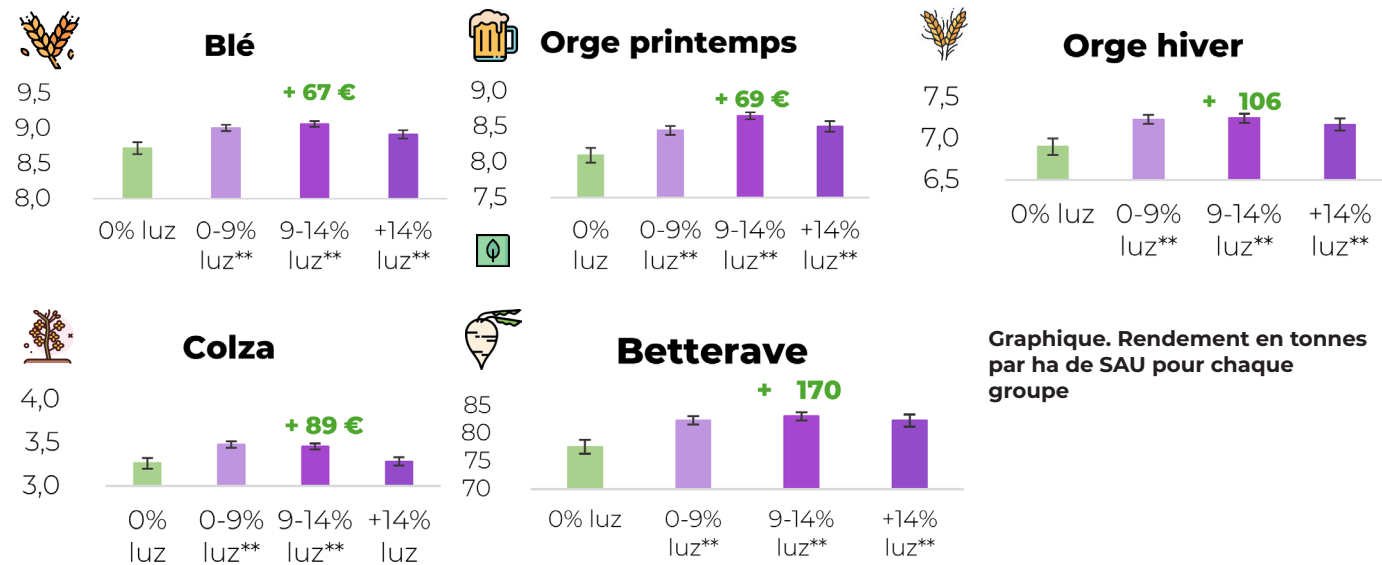 Blé
+ 67 €
9,5
9,0
8,5
8,0
0% luz
0-9%
luz**
9-14%
luz**
+14%
luz**
Orge printemps
+ 69 €
9,0
8,5
8,0
7,5
0%
luz
0-9%
luz**
9-14%
luz**
+14%
luz**
Orge hiver
+ 106
7,5
7,0
6,5
0% luz
0-9%
luz**
9-14%
luz**
+14%
luz**
Colza
+ 89 €
4,0
3,5
3,0
0%
luz
0-9%
luz**
9-14%
luz**
+14%
luz
Betterave
+ 170
85
80
75
70
0% luz
0-9%
luz**
9-14%
luz**
+14%
luz**
Graphique. Rendement en tonnes
par ha de SAU pour chaque
groupe